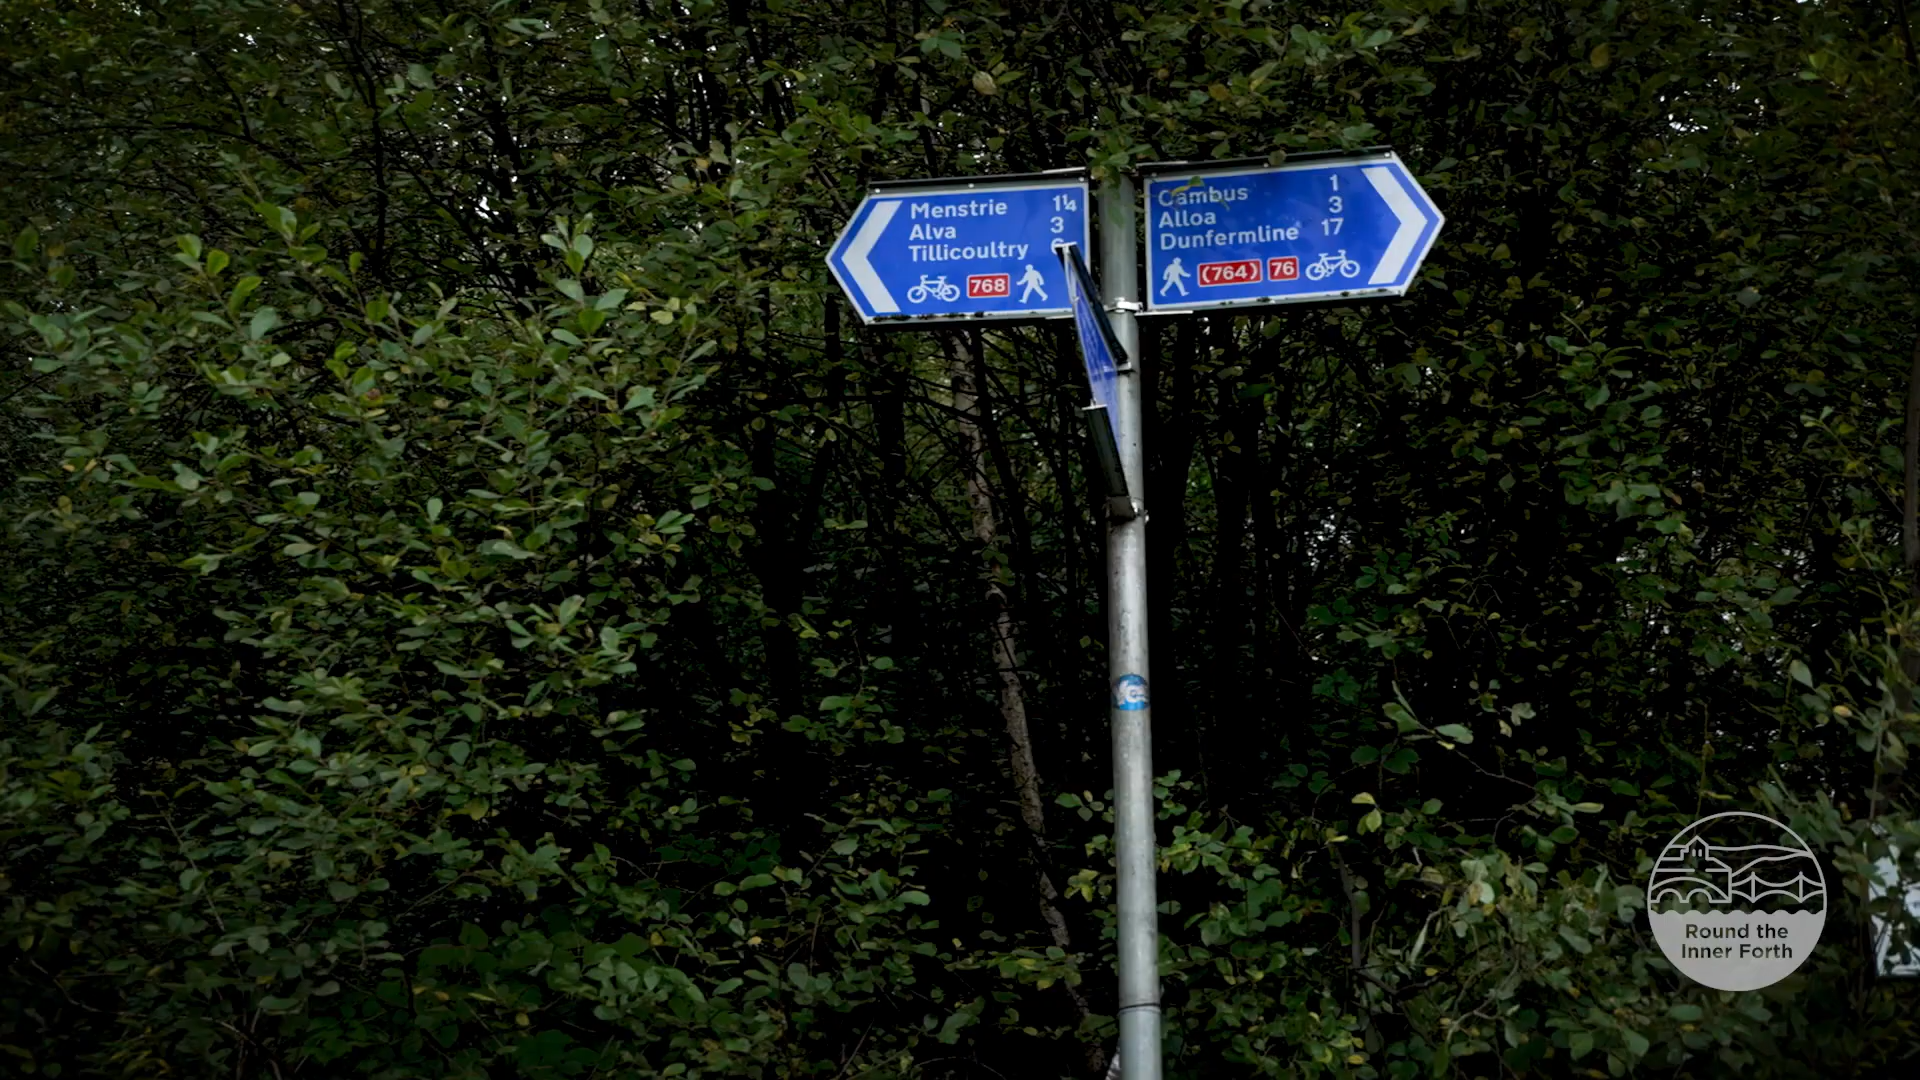 Menstrie 1¼
Alva 3
Tillicoultry
768
Cambus 1
Alloa 3
Dunfermline 17
(764) 76
Round the
Inner Forth